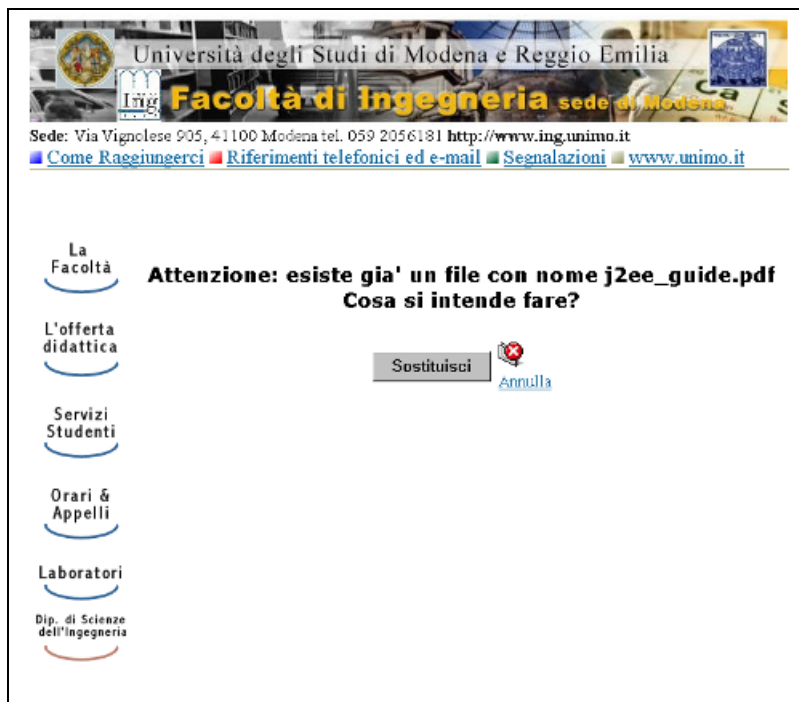 Università degli Studi di Modena e Reggio Emilia
Ing Facoltà di Ingegneria sede di Modena
Sede: Via Vignolese 905, 41100 Modena tel. 059 2056181 http://www.ing.unimo.it
Come Raggiungerci Riferimenti telefonici ed e-mail Segnalazioni www.unimo.it
La
Facoltà
Attenzione: esiste gia' un file con nome j2ee_guide.pdf
Cosa si intende fare?
L'offerta
didattica
Sostituisci
Annulla
Servizi
Studenti
Orari &
Appelli
Laboratori
Dip. di Scienze
dell'Ingegneria